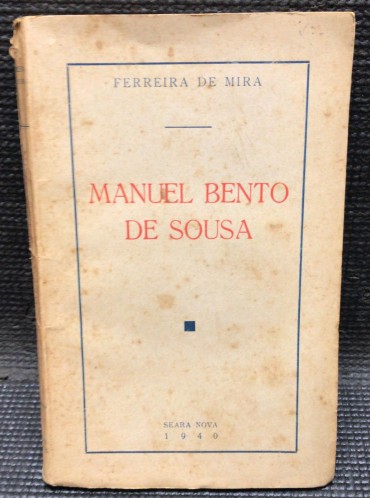 FERREIRA DE MIRA
MANUEL BENTO
DE SOUSA
SEARA NOVA
1940